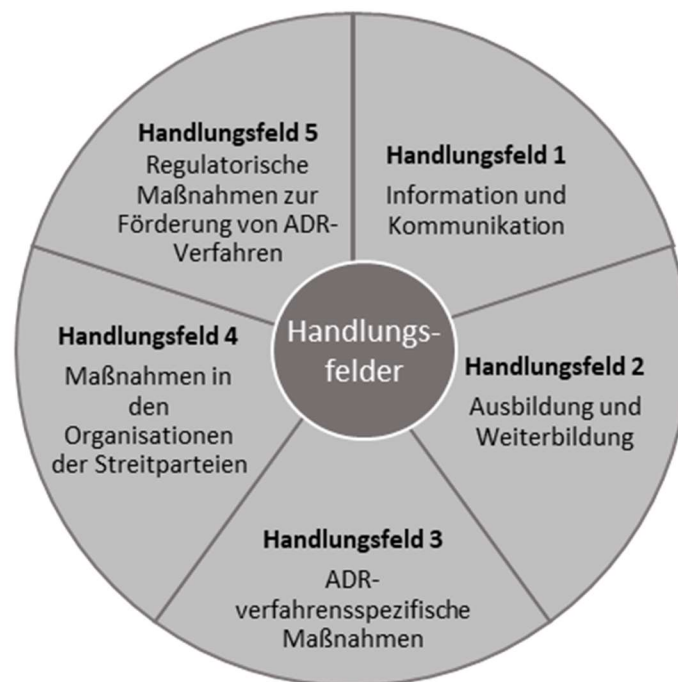 Handlungsfeld 1
Information und
Kommunikation
Handlungsfeld 2
Ausbildung und
Weiterbildung
Handlungsfeld 3
ADR-
verfahrensspezifische
Maßnahmen
Handlungsfeld 4
Maßnahmen in
den
Organisationen
der Streitparteien
Handlungsfeld 5
Regulatorische
Maßnahmen zur
Förderung von ADR-
Verfahren
Handlungs-
felder